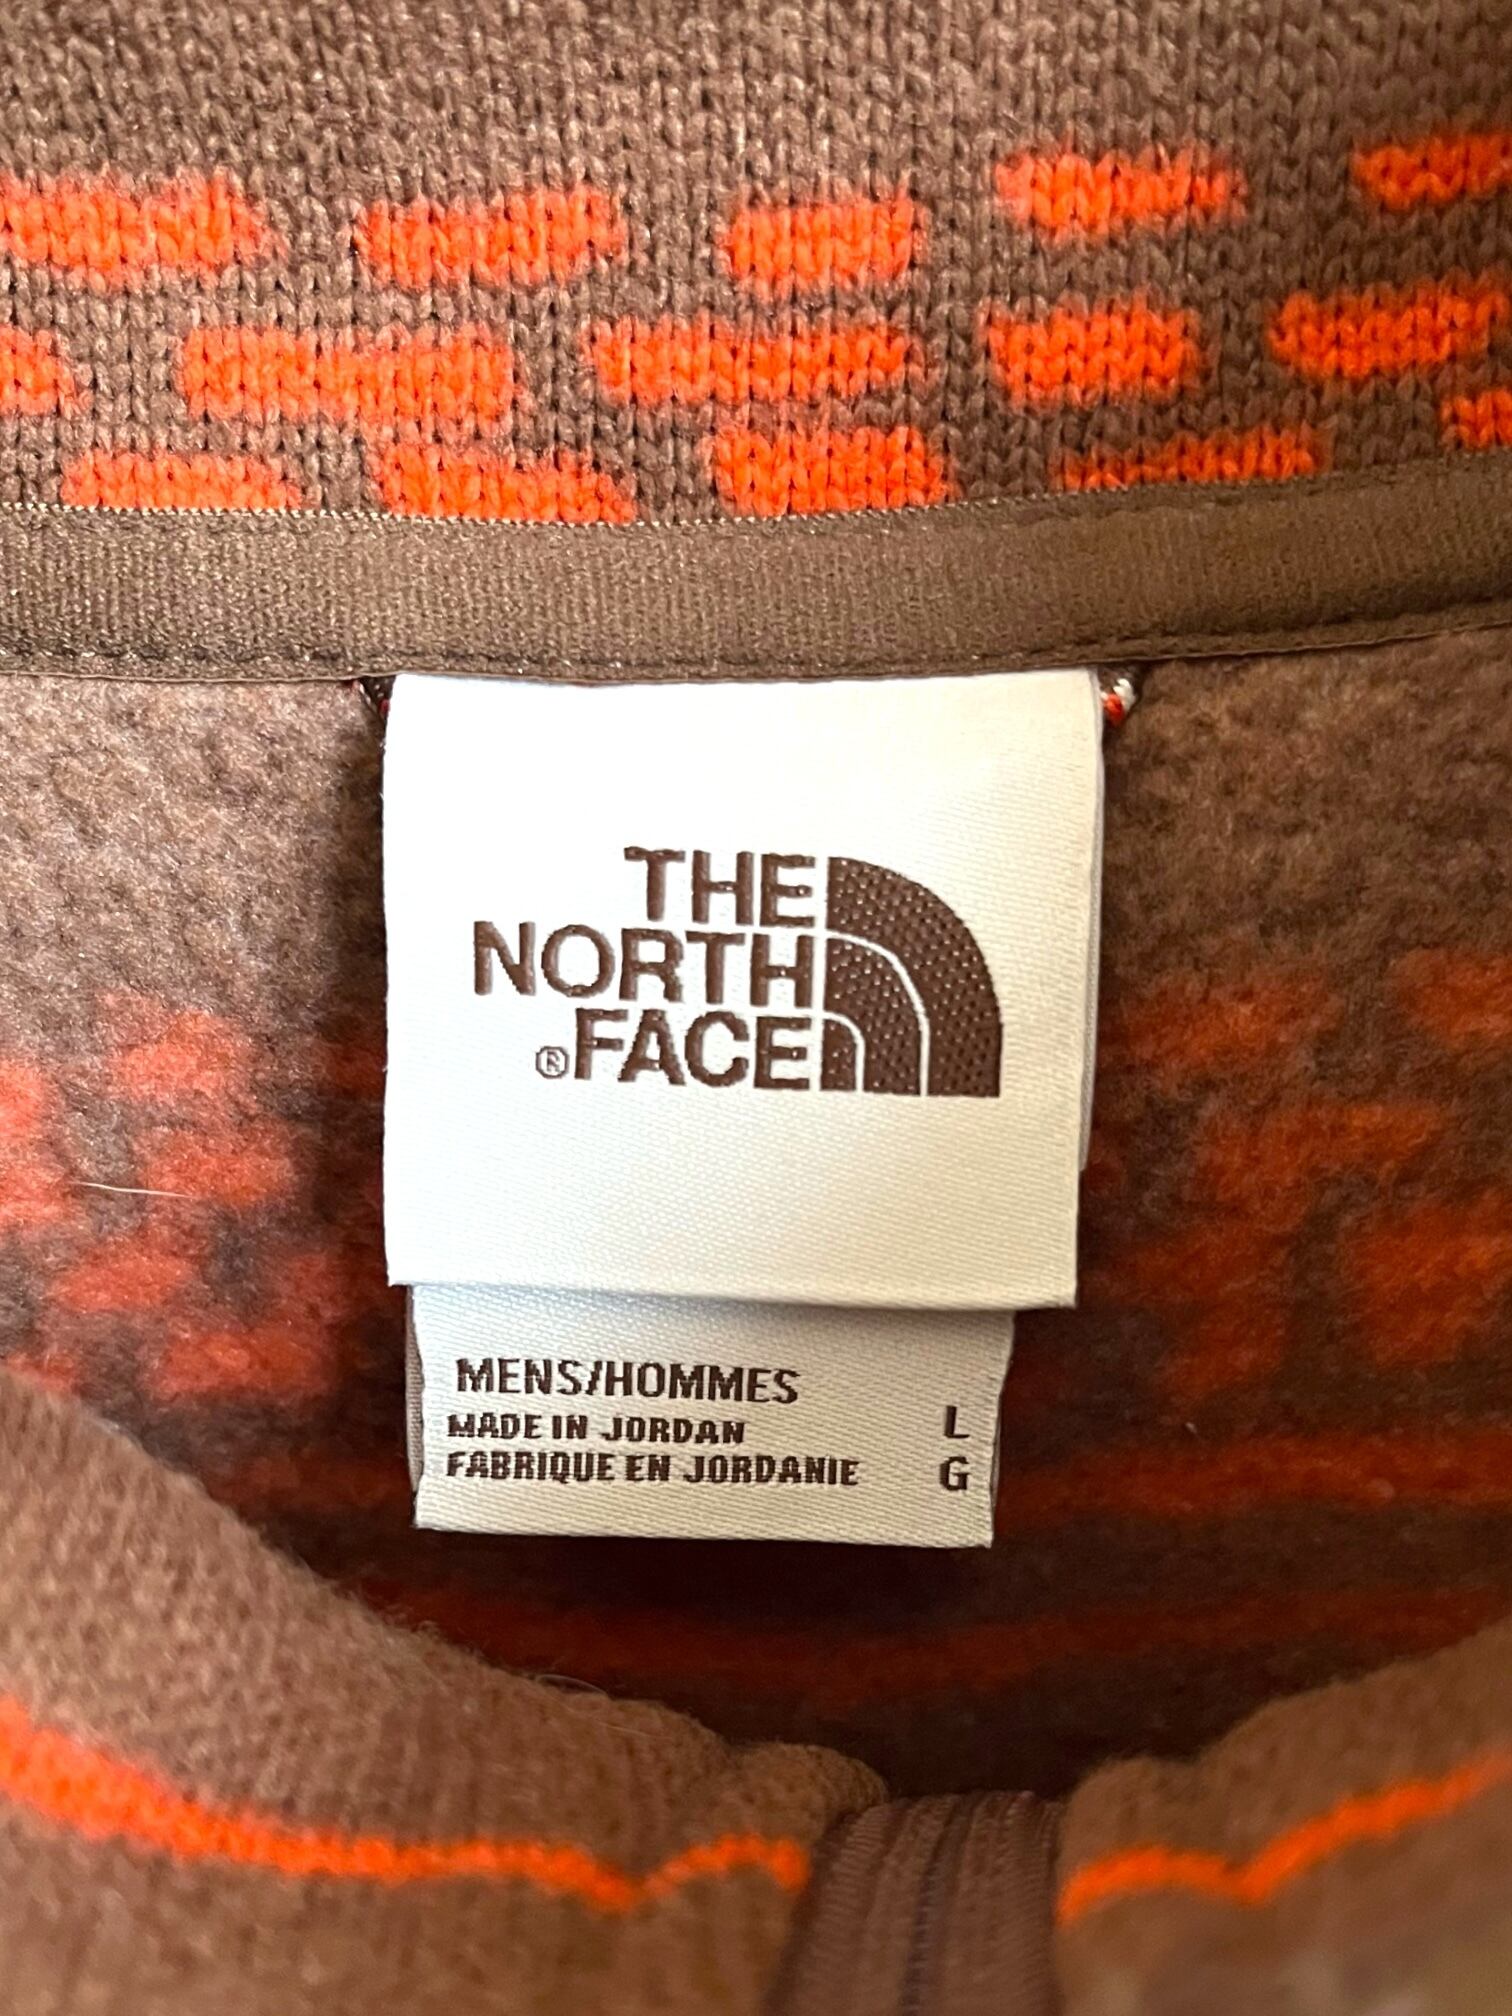 THE
NORTH
®FACE
MENS/HOMMES
MADE IN JORDAN L
FABRIQUE EN JORDANIE G